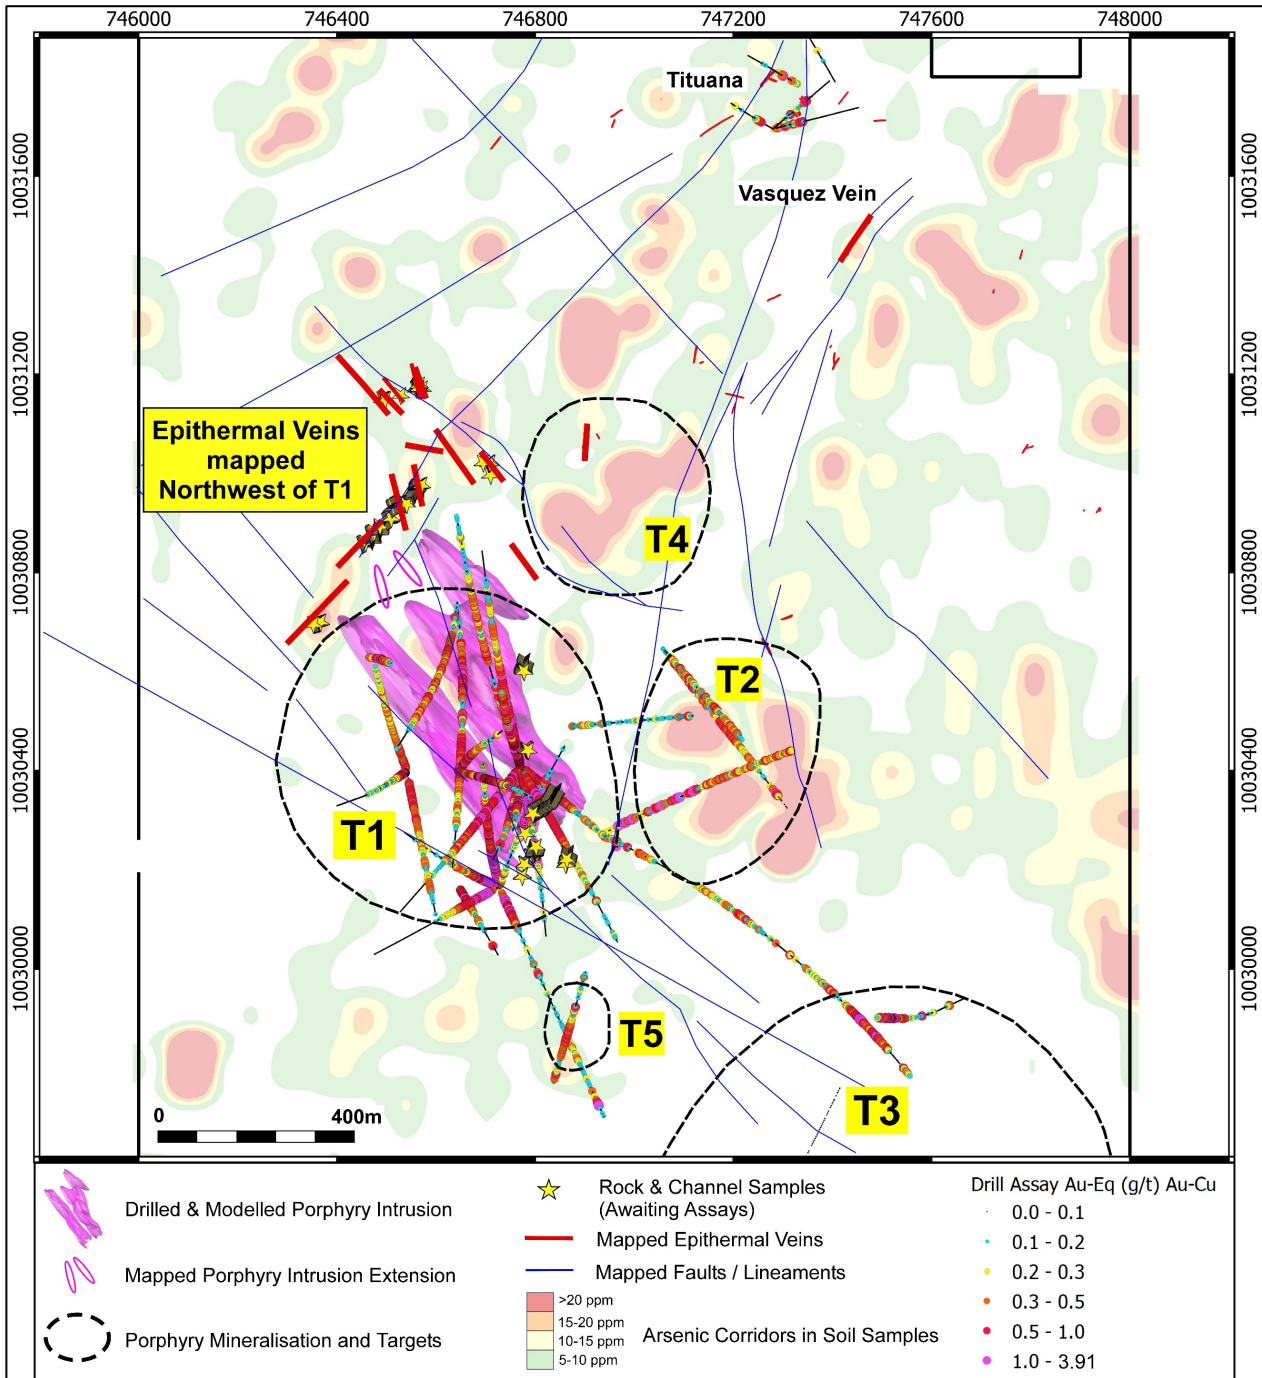 746000 746400 746800 747200 747600 748000
Tituana
10031600 10031600
Vasquez Vein
10031200 10031200
Epithermal Veins
mapped
Northwest of T1
T4
10030800 10030800
T2
10030400 10030400
T1
10030000 10030000
T5
T3
0 400m
Drilled & Modelled Porphyry Intrusion
Mapped Porphyry Intrusion Extension
Porphyry Mineralisation and Targets
Rock & Channel Samples
(Awaiting Assays)
Mapped Epithermal Veins
Mapped Faults / Lineaments
>20 ppm
15-20 ppm
10-15 ppm
5-10 ppm
Arsenic Corridors in Soil Samples
Drill Assay Au-Eq (g/t) Au-Cu
0.0 - 0.1
0.1 - 0.2
0.2 - 0.3
0.3 - 0.5
0.5 - 1.0
1.0 - 3.91